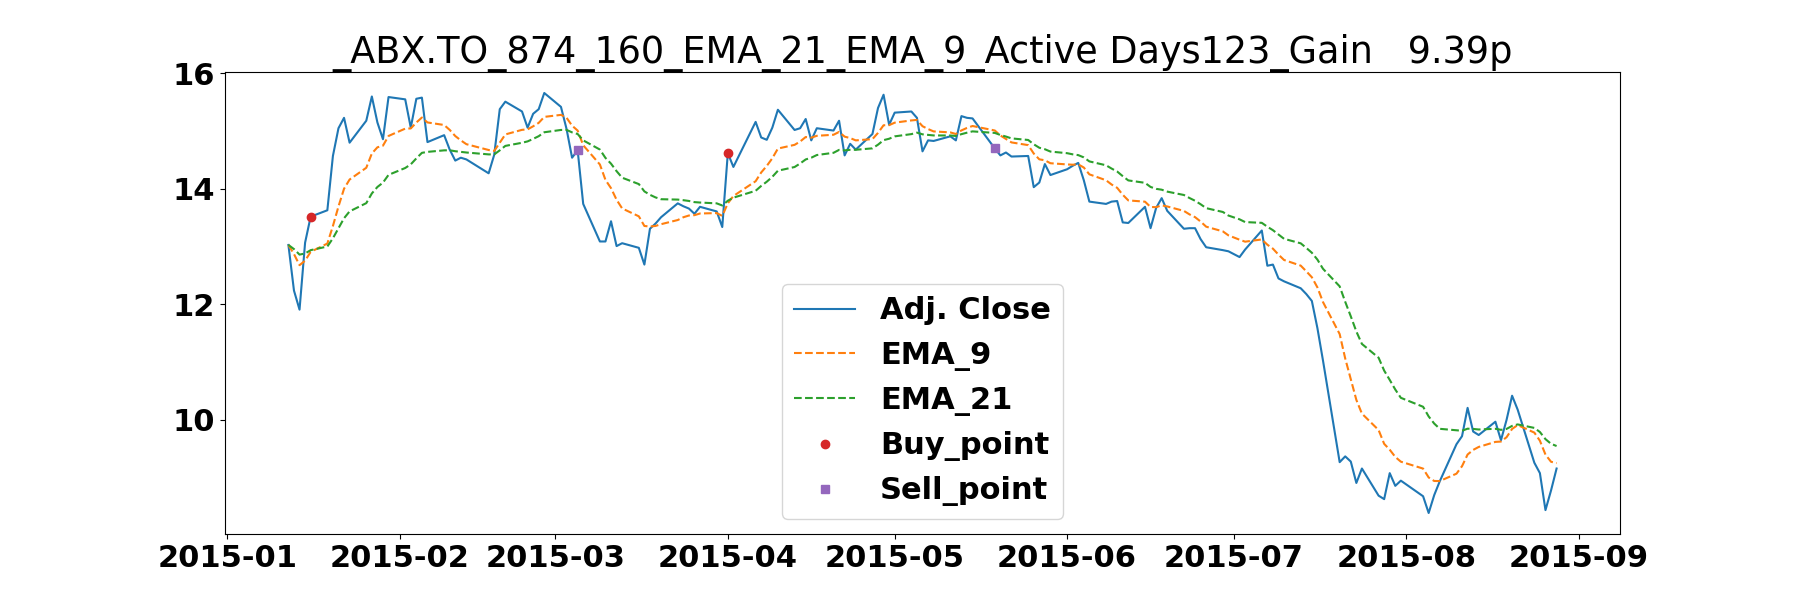 _ABX.TO_874_160_EMA_21_EMA_9_Active Days123_Gain   9.39p
16
14
12
10
Adj. Close
EMA_9
EMA_21
Buy_point
Sell_point
2015-01 2015-02 2015-03 2015-04 2015-05 2015-06 2015-07 2015-08 2015-09